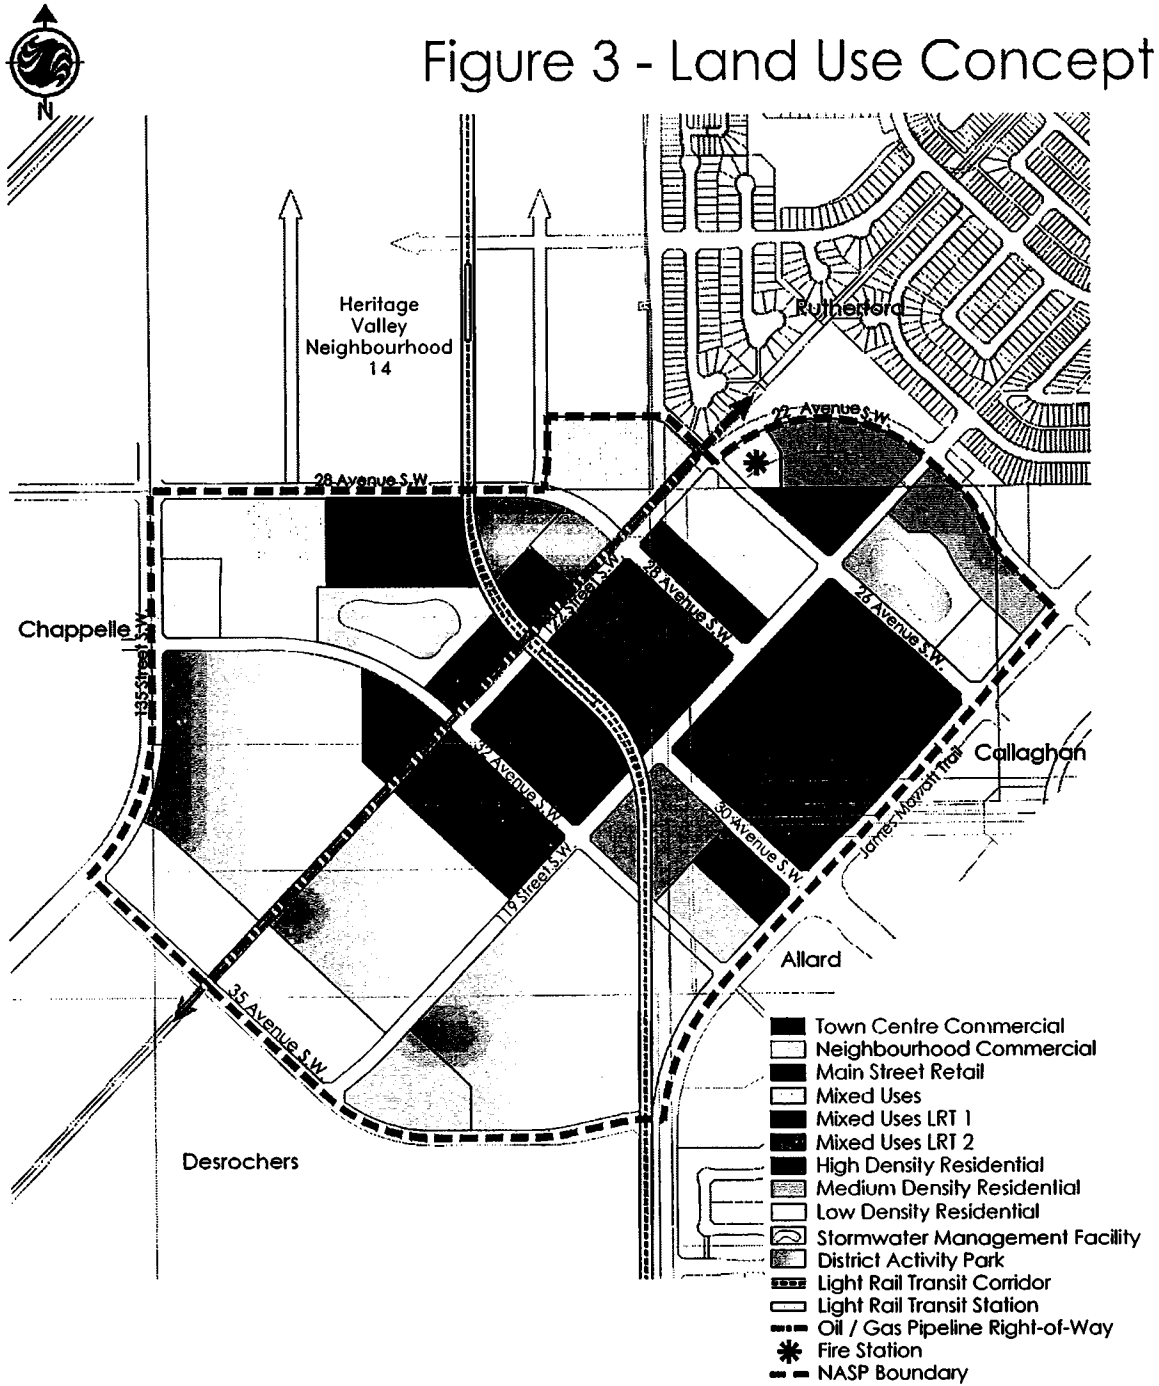 Figure 3 - Land Use Concept
N
Heritage
Valley
Neighbourhood
14
Rutherford
22 Avenue S.W.
28 Avenue S.W.
127 Street S.W.
28 Avenue S.W.
26 Avenue S.W.
Chappelle
135 Street S.W.
32 Avenue S.W.
Callaghan
James Mowatt Trail
30 Avenue S.W.
119 Street S.W.
Allard
35 Avenue S.W.
Desrochers
Town Centre Commercial
Neighbourhood Commercial
Main Street Retail
Mixed Uses
Mixed Uses LRT 1
Mixed Uses LRT 2
High Density Residential
Medium Density Residential
Low Density Residential
Stormwater Management Facility
District Activity Park
Light Rail Transit Corridor
Light Rail Transit Station
Oil / Gas Pipeline Right-of-Way
Fire Station
NASP Boundary